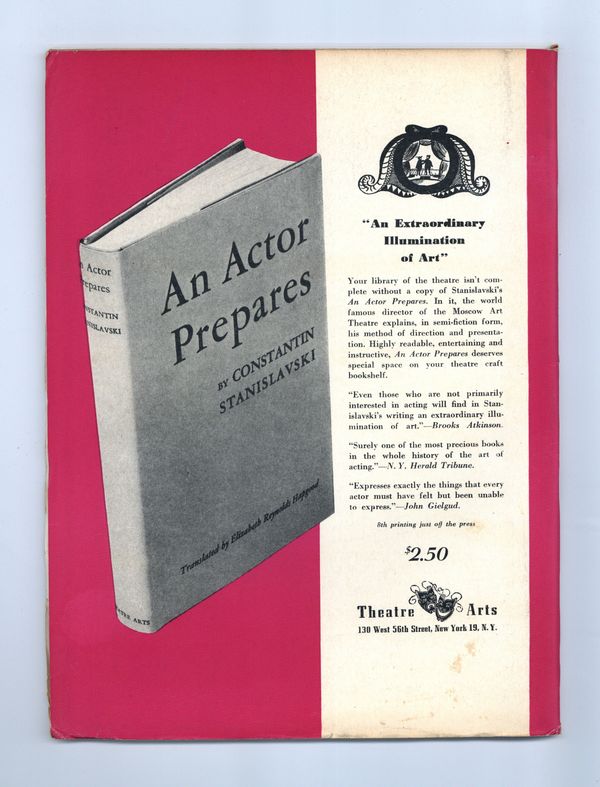 An Actor
Prepares
BY CONSTANTIN
STANISLAVSKI
Translated by Elizabeth Reynolds Hapgood
n Actor
repares
NSTANTIN
NISLAVSKI
ATRE ARTS
"An Extraordinary
Illumination
of Art"
Your library of the theatre isn't com-
plete without a copy of Stanislavski's
An Actor Prepares. In it, the world
famous director of the Moscow Art
Theatre explains, in semi-fiction form,
his method of direction and presenta-
tion. Highly readable, entertaining and
instructive, An Actor Prepares deserves
special space on your theatre craft
bookshelf.
"Even those who are not primarily
interested in acting will find in Stan-
islavski's writing an extraordinary illu-
mination of art."—Brooks Atkinson.
"Surely one of the most precious books
in the whole history of the art of
acting."—N. Y. Herald Tribune.
"Expresses exactly the things that every
actor must have felt but been unable
to express."—John Gielgud.
8th printing just off the press
$2.50
Theatre Arts
130 West 56th Street, New York 19, N. Y.